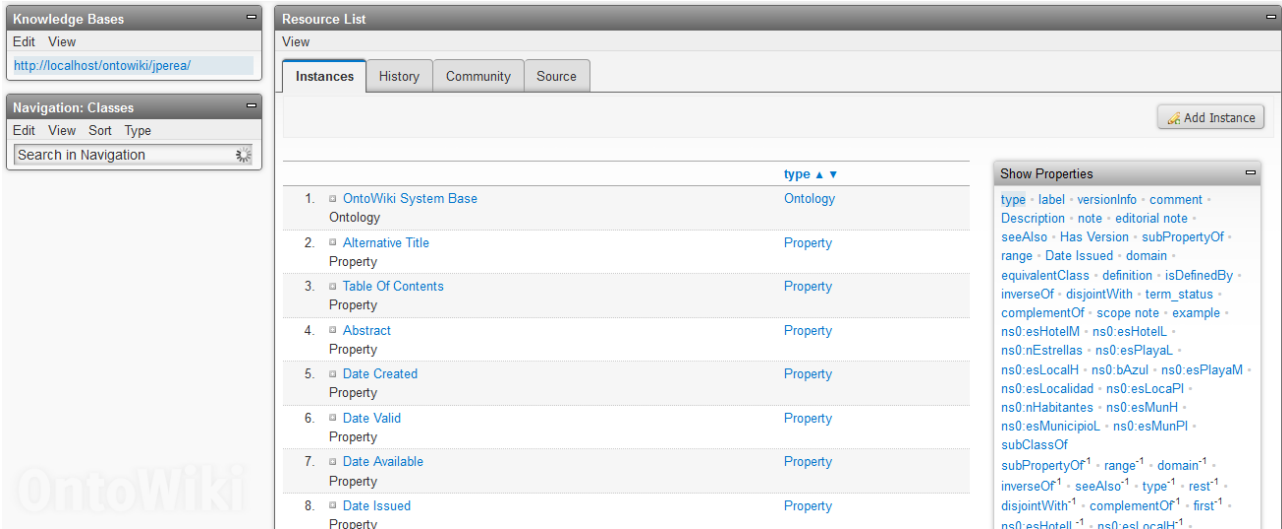 Knowledge Bases
Edit View
http://localhost/ontowiki/jperea/
Navigation: Classes
Edit View Sort Type
Search in Navigation
OntoWiki
Resource List
View
Instances History Community Source
Add Instance
type ▲ ▼
1. OntoWiki System Base Ontology
Ontology
2. Alternative Title Property
Property
3. Table Of Contents Property
Property
4. Abstract Property
Property
5. Date Created Property
Property
6. Date Valid Property
Property
7. Date Available Property
Property
8. Date Issued Property
Property
Show Properties
type • label • versionInfo • comment •
Description • note • editorial note •
seeAlso • Has Version • subPropertyOf •
range • Date Issued • domain •
equivalentClass • definition • isDefinedBy •
inverseOf • disjointWith • term_status •
complementOf • scope note • example •
ns0:esHotelM • ns0:esHotelL •
ns0:nEstrellas • ns0:esPlayaL •
ns0:esLocalH • ns0:bAzul • ns0:esPlayaM •
ns0:esLocalidad • ns0:esLocaPl •
ns0:nHabitantes • ns0:esMunH •
ns0:esMunicipioL • ns0:esMunPl •
subClassOf
subPropertyOf-1 • range-1 • domain-1 •
inverseOf-1 • seeAlso-1 • type-1 • rest-1 •
disjointWith-1 • complementOf-1 • first-1 •
ns0:esHotelL-1 • ns0:esLocalH-1 •